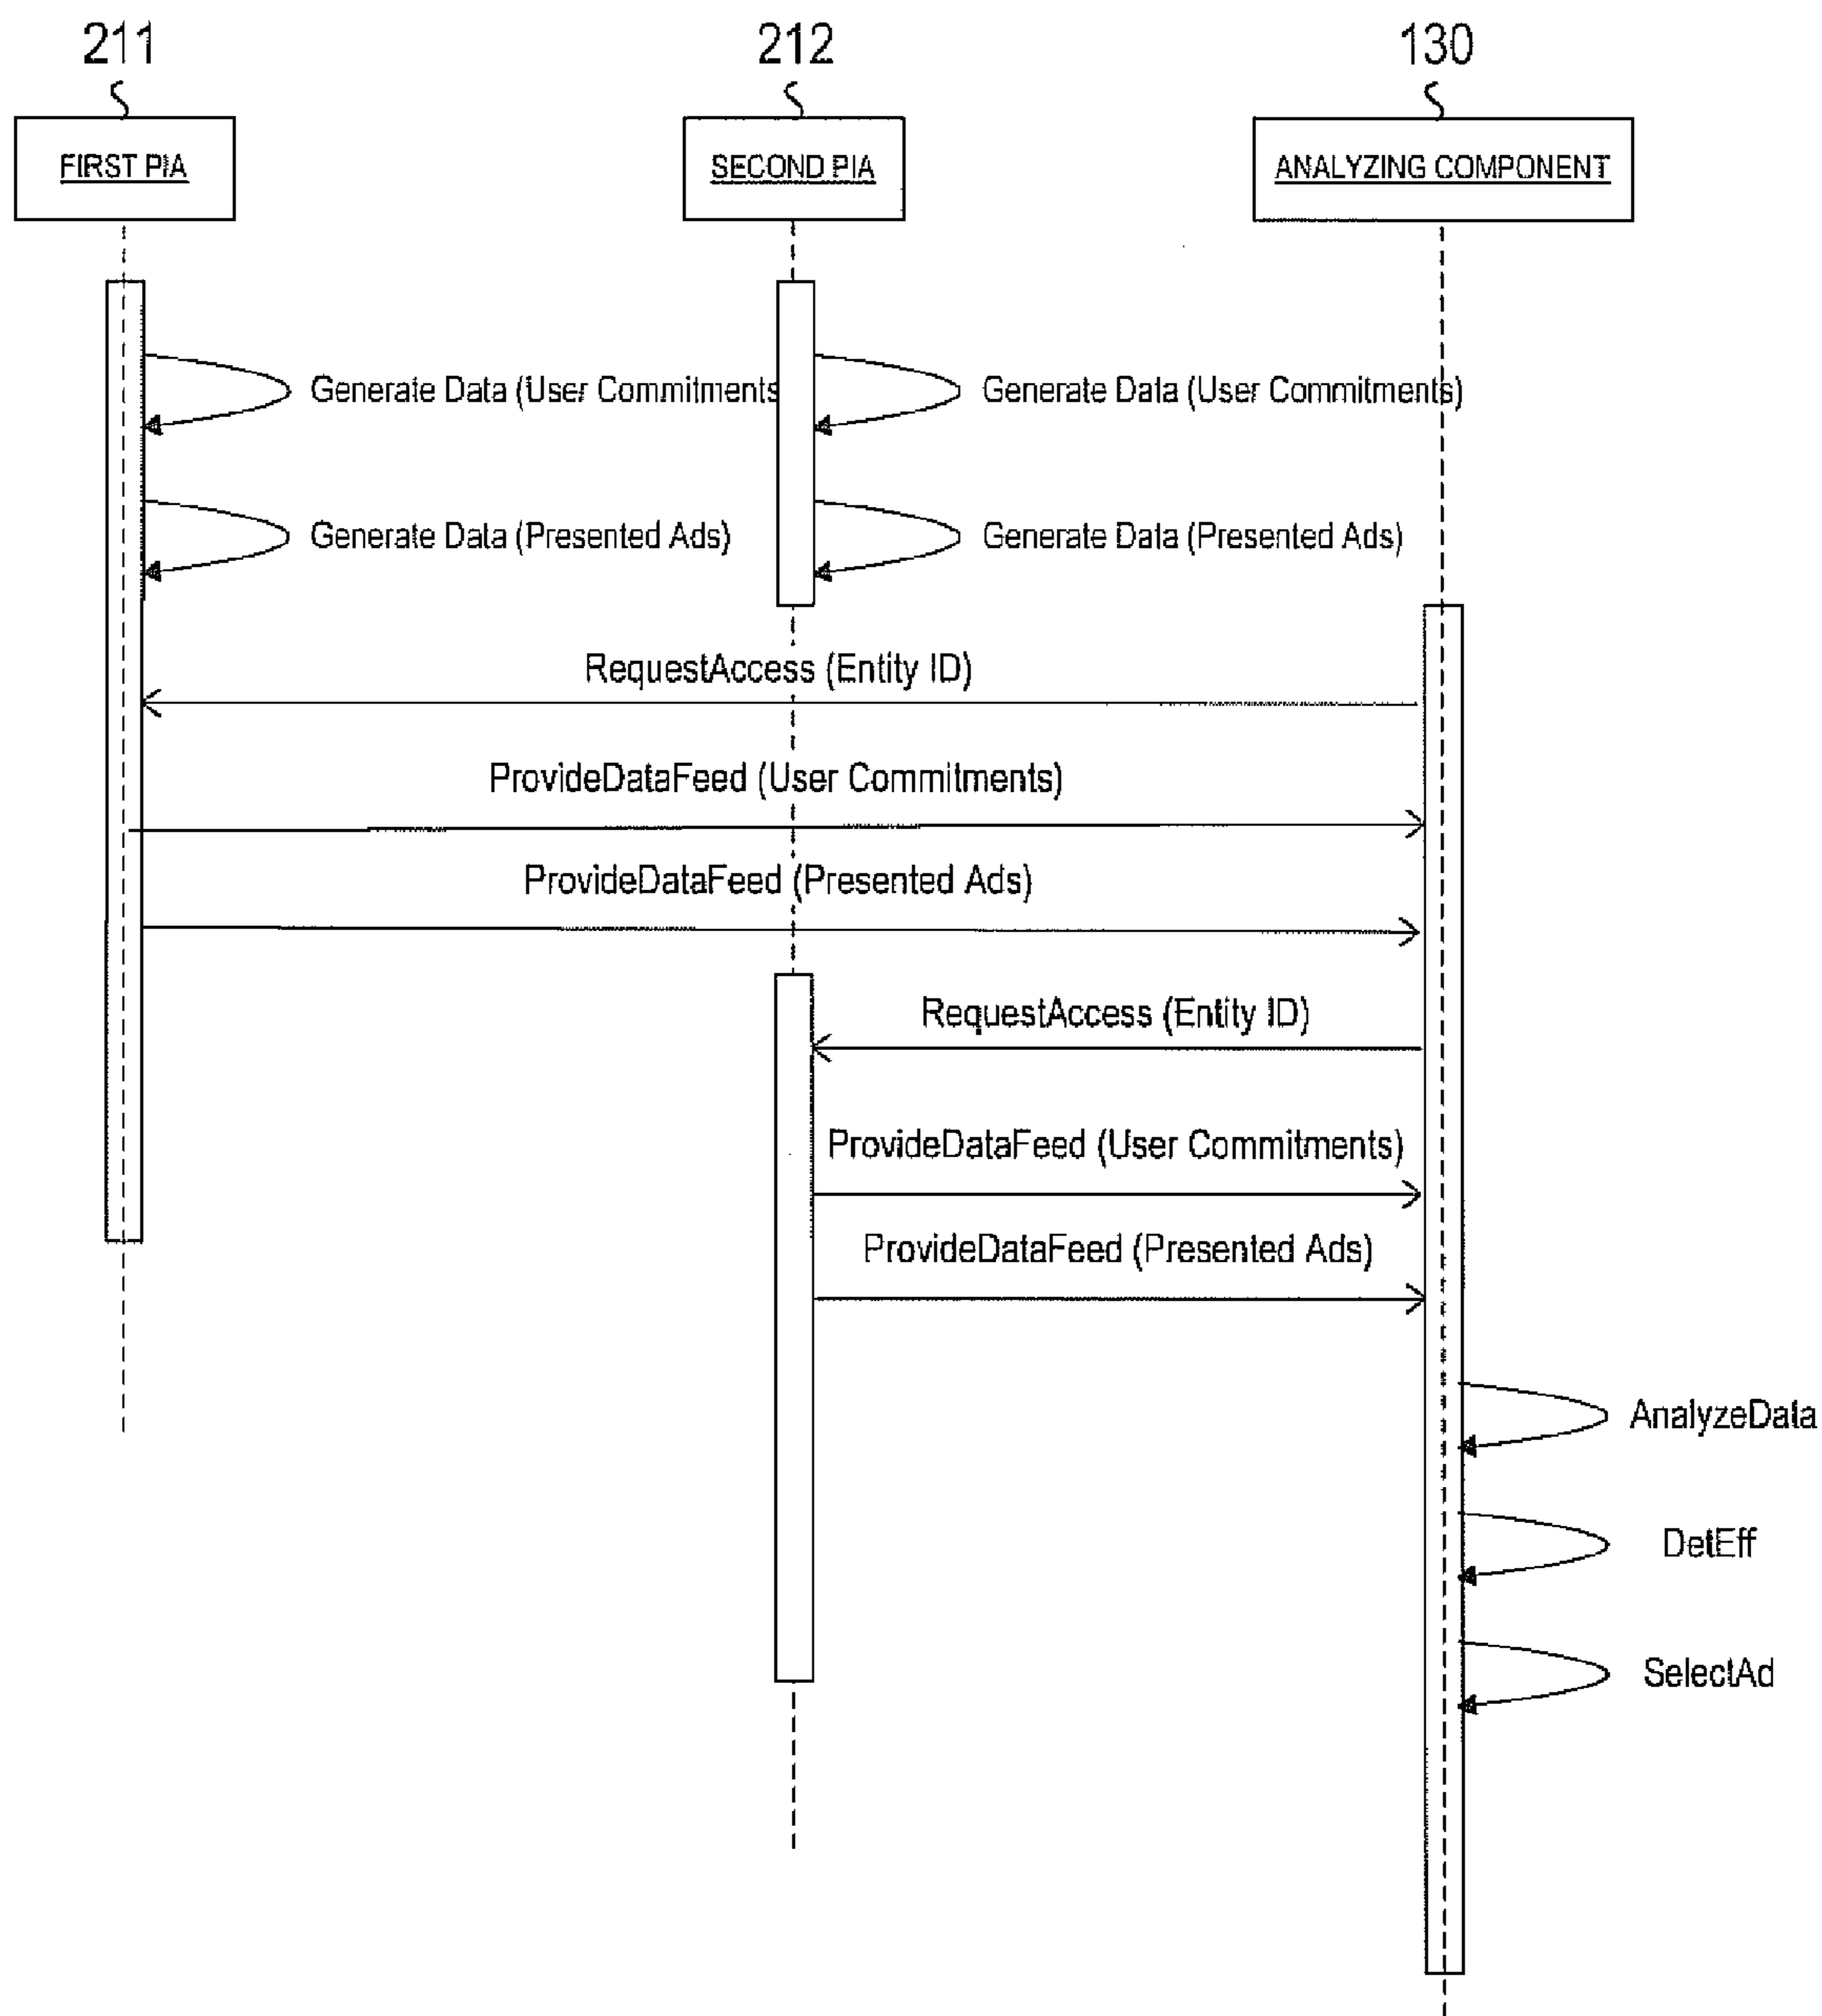 211
212
130
FIRST PIA
SECOND PIA
ANALYZING COMPONENT
Generate Data (User Commitments
Generate Data (User Commitments)
Generate Data (Presented Ads)
Generate Data (Presented Ads)
RequestAccess (Entity ID)
ProvideDataFeed (User Commitments)
ProvideDataFeed (Presented Ads)
RequestAccess (Entity ID)
ProvideDataFeed (User Commitments)
ProvideDataFeed (Presented Ads)
AnalyzeData
DetEff
SelectAd